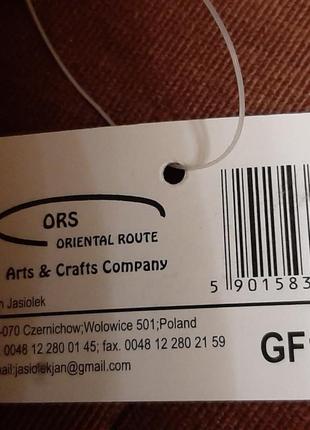 ORS
ORIENTAL ROUTE
Arts & Crafts Company
Jasiolek
-070 Czernichow;Wolowice 501;Poland
0048 12 280 01 45; fax. 0048 12 280 21 59
mail:jasiolekjan@gmail.com
5 901583
GF